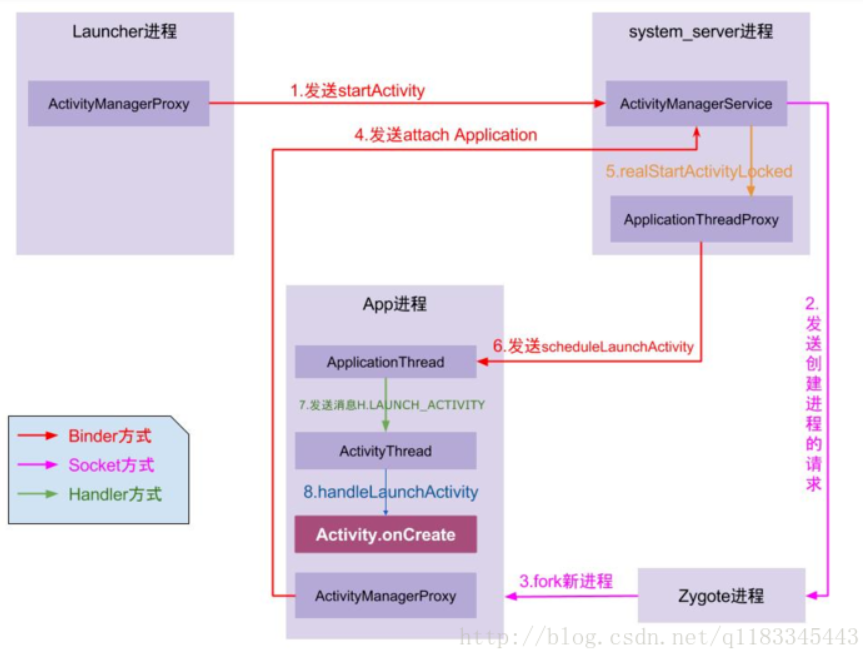 Launcher进程
system_server进程
ActivityManagerProxy
1.发送startActivity
ActivityManagerService
4.发送attach Application
5.realStartActivityLocked
ApplicationThreadProxy
2.发送创建进程的请求
App进程
6.发送scheduleLaunchActivity
ApplicationThread
7.发送消息H.LAUNCH_ACTIVITY
ActivityThread
8.handleLaunchActivity
Activity.onCreate
ActivityManagerProxy
Binder方式
Socket方式
Handler方式
3.fork新进程
Zygote进程
http://blog.csdn.net/q1183345443